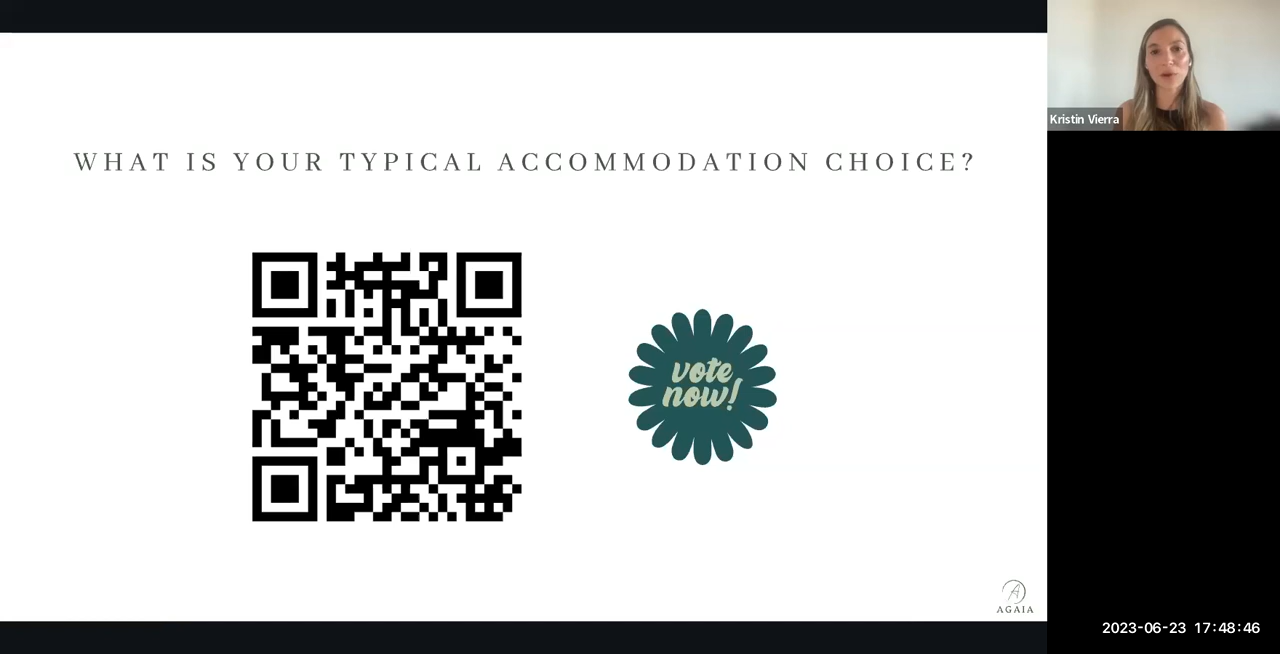 WHAT IS YOUR TYPICAL ACCOMMODATION CHOICE?
vote
now!
AGAIA
Kristin Vierra
2023-06-23 17:48:46